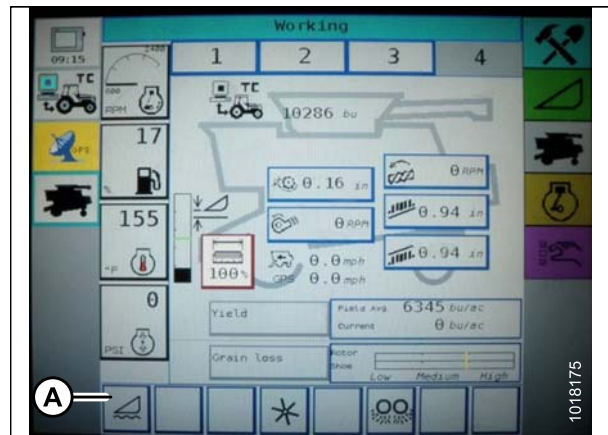 Working
09:15
2400
600
RPM
1
2
3
4
TC
TC
10286 bu
GPS
17
%
0.16 in
0 RPM
0 RPM
0.94 in
155
°F
100%
0.0 mph
GPS 0.0 mph
0.94 in
0
PSI
Yield
Field Avg. 6345 bu/ac
Current 0 bu/ac
Grain loss
Rotor
Shoe
Low Medium High
A
1018175